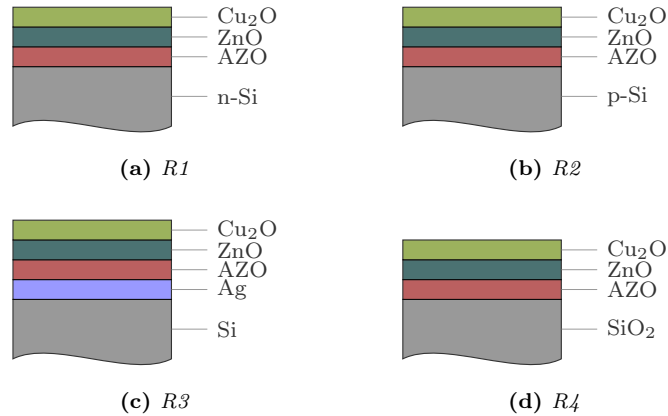 Cu₂O
ZnO
AZO
n-Si
(a) R1
Cu₂O
ZnO
AZO
p-Si
(b) R2
Cu₂O
ZnO
AZO
Ag
Si
(c) R3
Cu₂O
ZnO
AZO
SiO₂
(d) R4